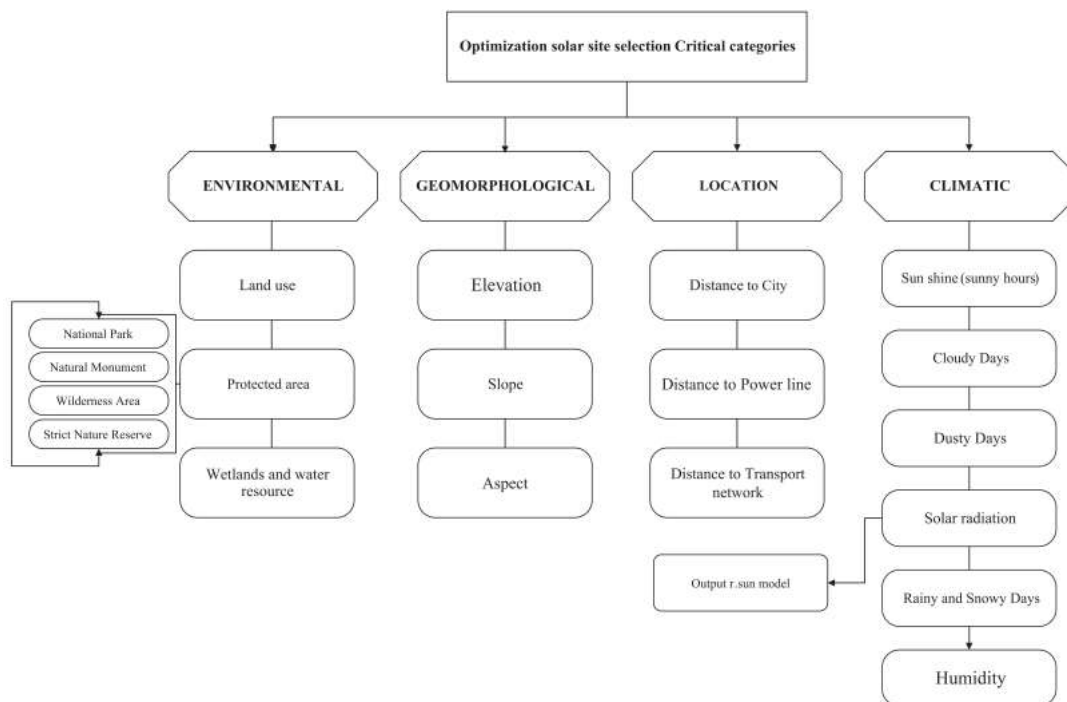 Optimization solar site selection Critical categories
ENVIRONMENTAL
GEOMORPHOLOGICAL
LOCATION
CLIMATIC
Land use
Elevation
Distance to City
Sun shine (sunny hours)
National Park
Natural Monument
Wilderness Area
Strict Nature Reserve
Protected area
Slope
Distance to Power line
Cloudy Days
Dusty Days
Wetlands and water
resource
Aspect
Distance to Transport
network
Solar radiation
Output r.sun model
Rainy and Snowy Days
Humidity